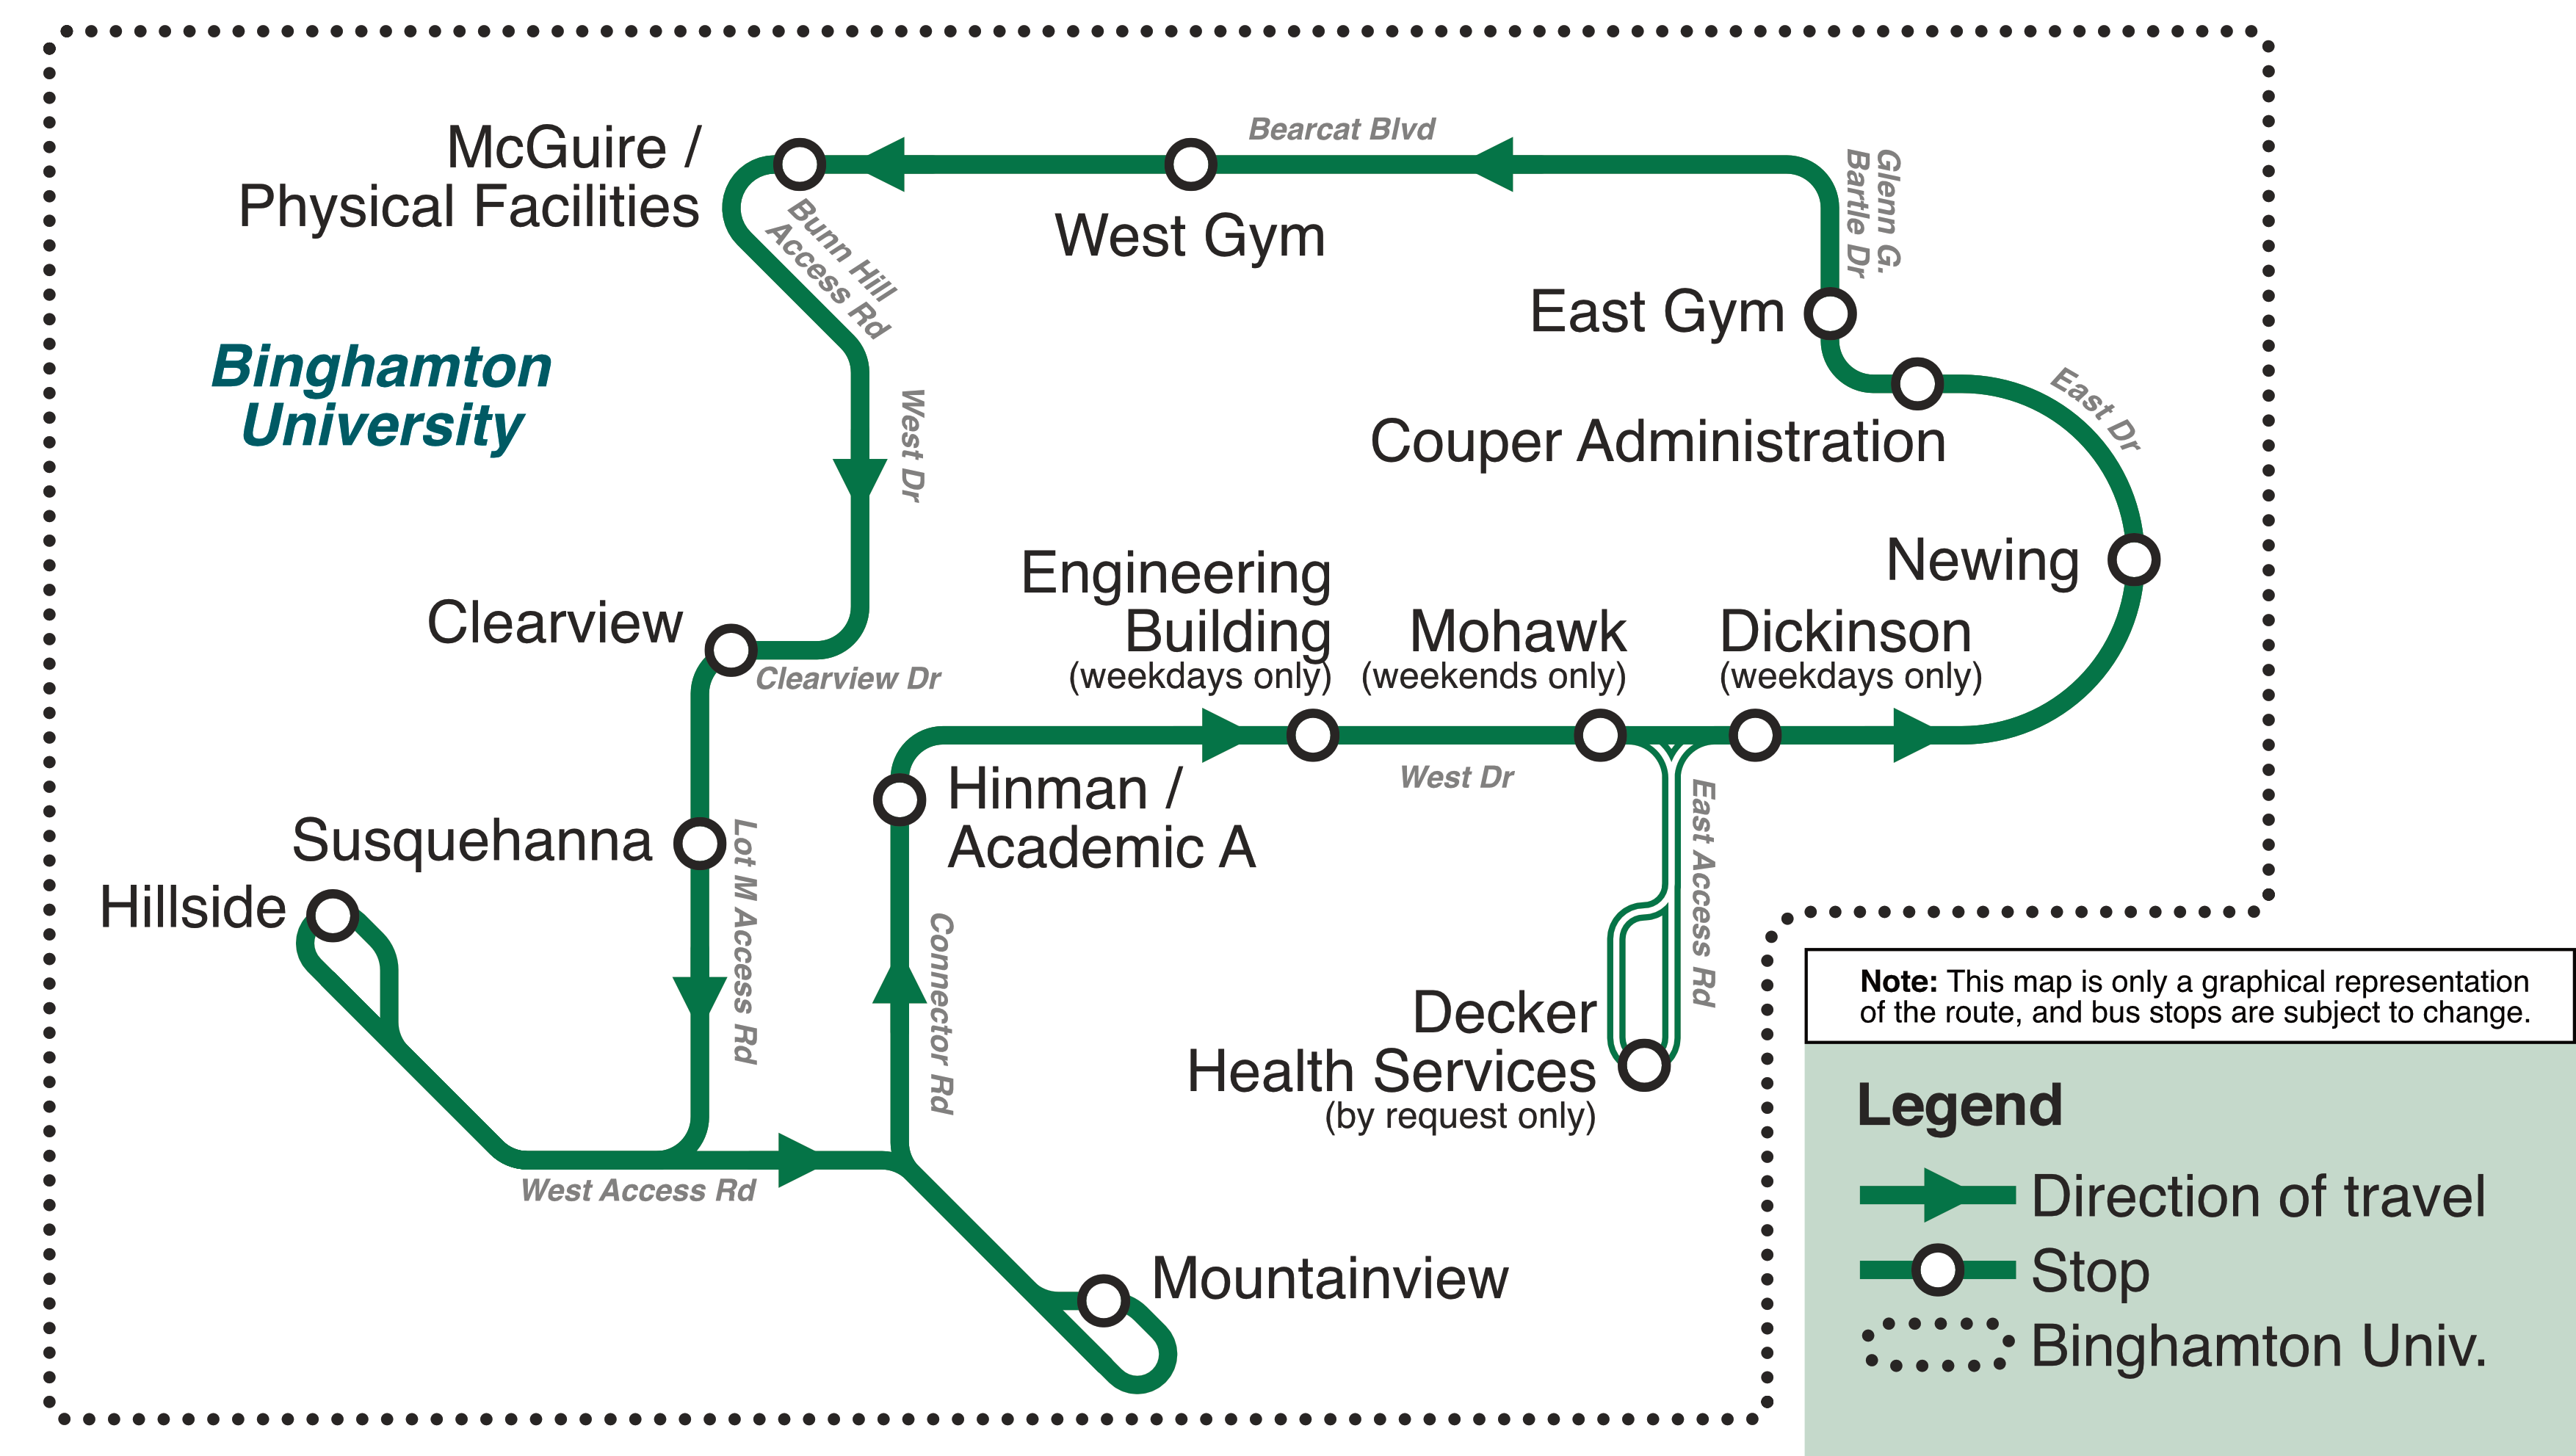 Bearcat Blvd
McGuire /
Physical Facilities
Glenn G.
Bartle Dr
West Gym
Bunn Hill
Access Rd
East Gym
Binghamton
University
East Dr
Couper Administration
West Dr
Engineering
Building
(weekdays only)
Mohawk
(weekends only)
Dickinson
(weekdays only)
Newing
Clearview
Clearview Dr
West Dr
Hinman /
Academic A
Susquehanna
Lot M Access Rd
East Access Rd
Hillside
Connector Rd
Decker
Health Services
(by request only)
West Access Rd
Mountainview
Note: This map is only a graphical representation
of the route, and bus stops are subject to change.
Legend
Direction of travel
Stop
Binghamton Univ.